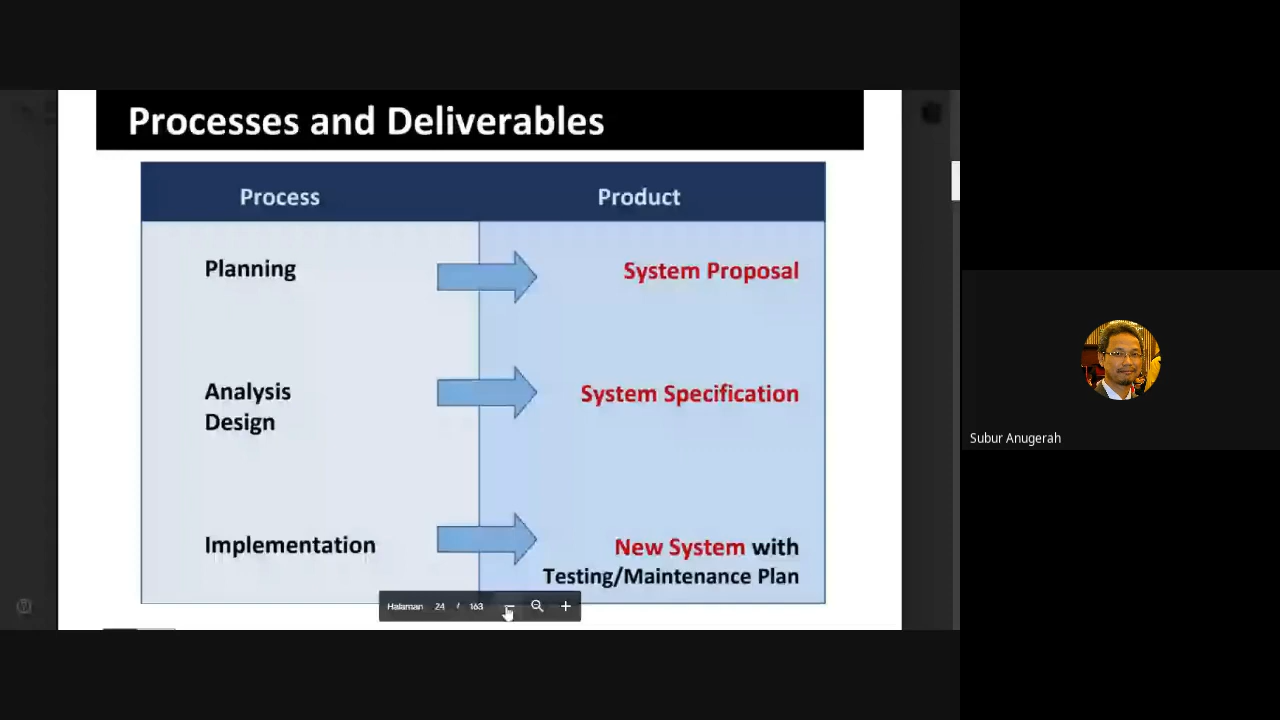 Processes and Deliverables
Process Product
Planning System Proposal
Analysis System Specification
Design
Implementation New System with
Testing/Maintenance Plan
Halaman 24 / 163
Subur Anugerah